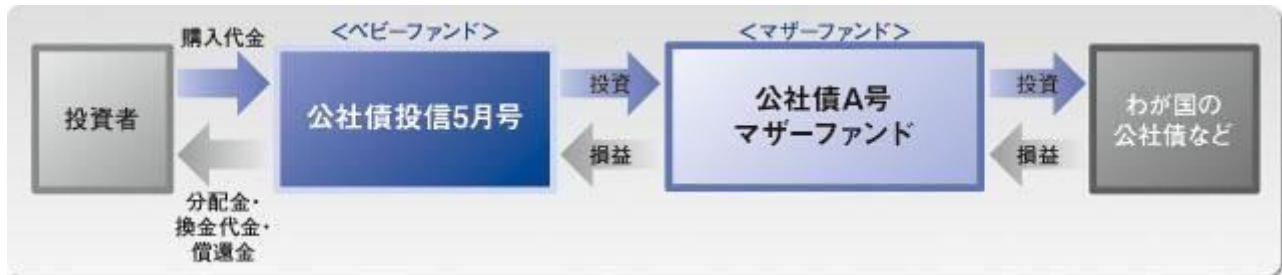 購入代金
<ベビーファンド>
<マザーファンド>
投資者
公社債投信5月号
投資
損益
公社債A号
マザーファンド
投資
損益
わが国の
公社債など
分配金・
換金代金・
償還金